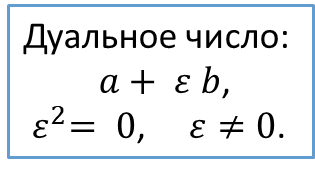 Дуальное число:
𝑎 + 𝜀 𝑏,
𝜀² = 0, 𝜀 ≠ 0.